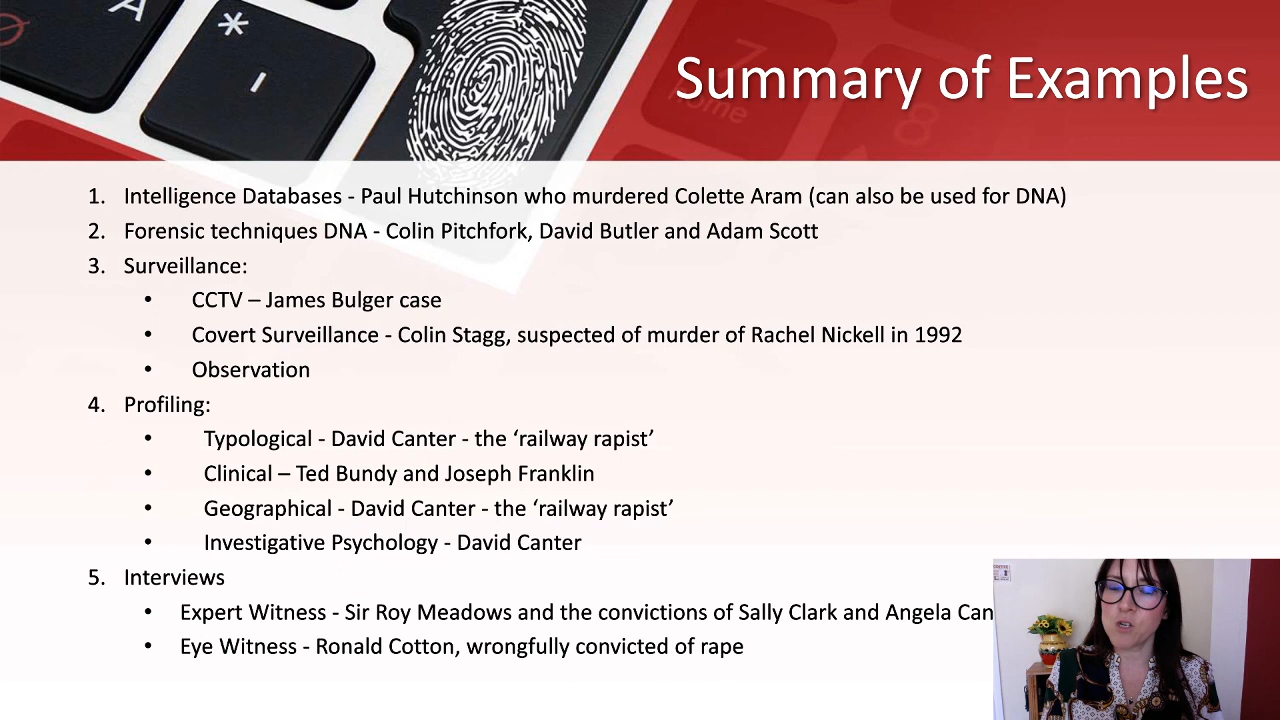 A
*
7
home
8
Summary of Examples
1. Intelligence Databases - Paul Hutchinson who murdered Colette Aram (can also be used for DNA)
2. Forensic techniques DNA - Colin Pitchfork, David Butler and Adam Scott
3. Surveillance:
• CCTV – James Bulger case
• Covert Surveillance - Colin Stagg, suspected of murder of Rachel Nickell in 1992
• Observation
4. Profiling:
• Typological - David Canter - the ‘railway rapist’
• Clinical – Ted Bundy and Joseph Franklin
• Geographical - David Canter - the ‘railway rapist’
• Investigative Psychology - David Canter
5. Interviews
• Expert Witness - Sir Roy Meadows and the convictions of Sally Clark and Angela Can
• Eye Witness - Ronald Cotton, wrongfully convicted of rape